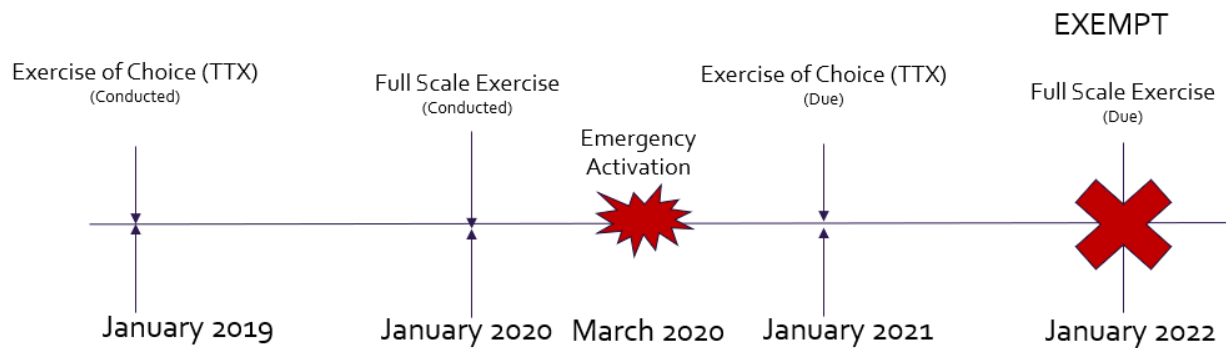 EXEMPT
Exercise of Choice (TTX)
(Conducted)
Full Scale Exercise
(Conducted)
Emergency
Activation
Exercise of Choice (TTX)
(Due)
Full Scale Exercise
(Due)
January 2019
January 2020
March 2020
January 2021
January 2022